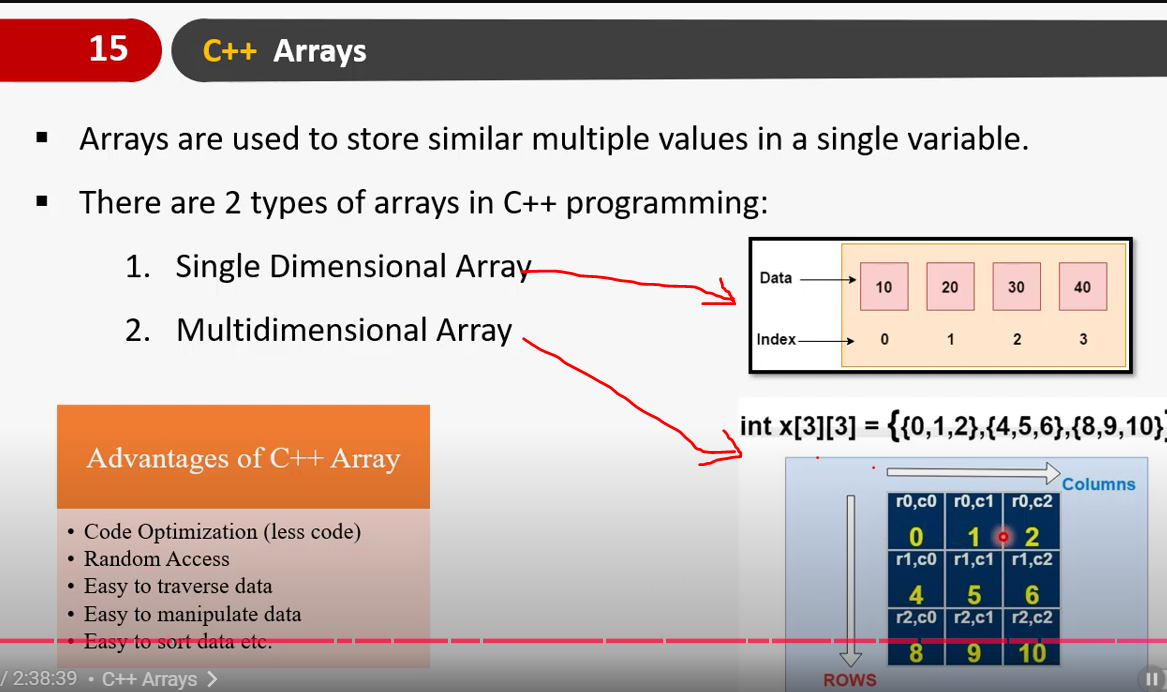 15 C++ Arrays
▪ Arrays are used to store similar multiple values in a single variable.
▪ There are 2 types of arrays in C++ programming:
1. Single Dimensional Array
2. Multidimensional Array
Data 10 20 30 40
Index 0 1 2 3
int x[3][3] = {{0,1,2},{4,5,6},{8,9,10}
Columns
r0,c0 r0,c1 r0,c2
0 1 2
r1,c0 r1,c1 r1,c2
4 5 6
r2,c0 r2,c1 r2,c2
8 9 10
ROWS
Advantages of C++ Array
• Code Optimization (less code)
• Random Access
• Easy to traverse data
• Easy to manipulate data
• Easy to sort data etc.
/ 2:38:39 • C++ Arrays >